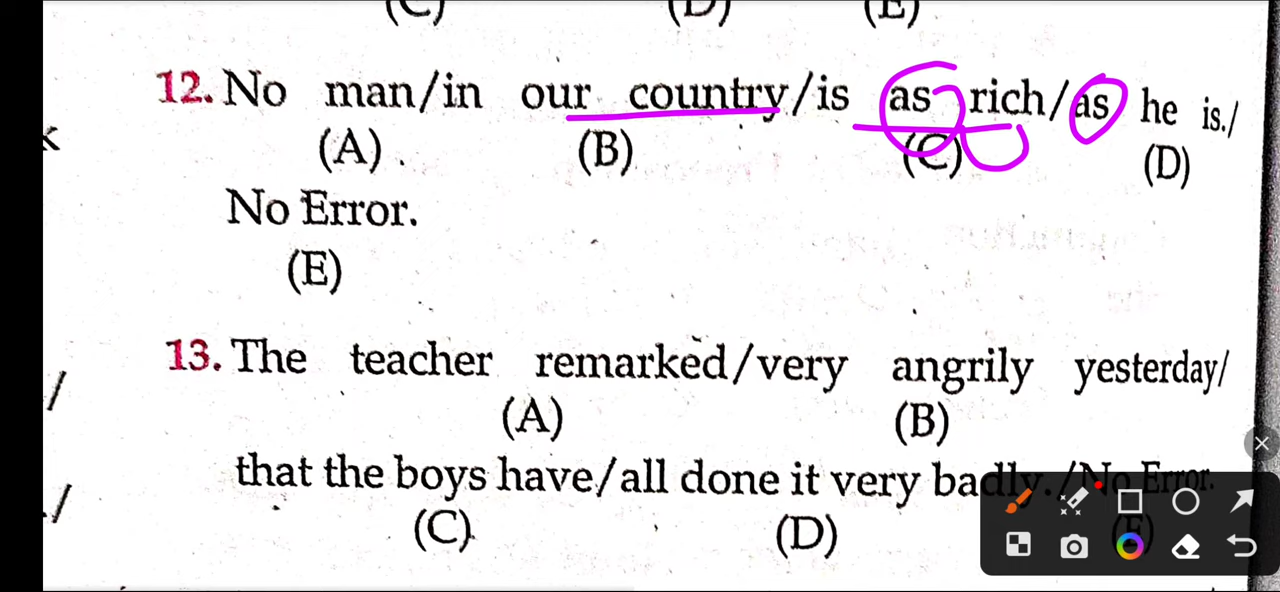 (C) (D) (E)
12. No man/in our country/is as rich/as he is./
(A) . (B) (C) (D)
No Error.
(E)
13. The teacher remarked/very angrily yesterday/
(A) (B)
that the boys have/all done it very badly./No Error.
(C) (D) (E)